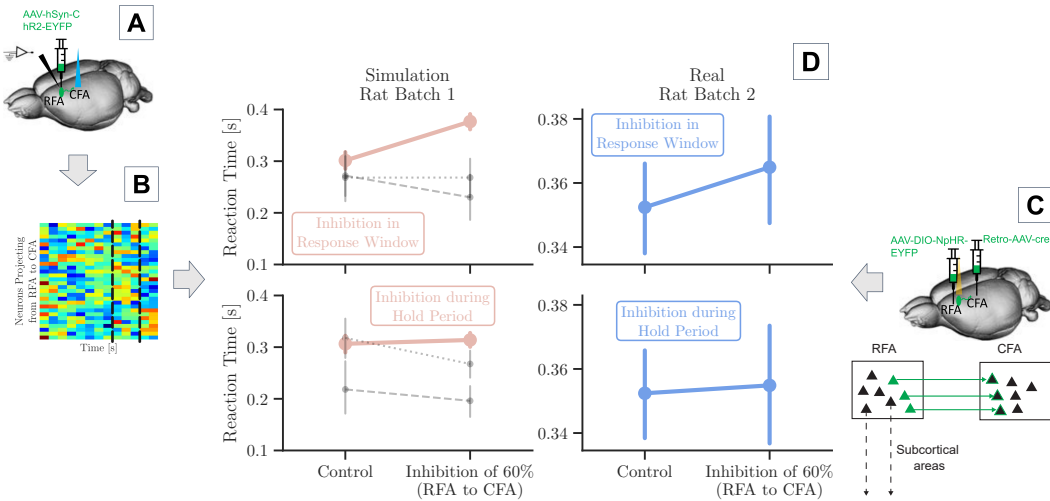 A
AAV-hSyn-C
hR2-EYFP
RFA
CFA
B
Neurons Projecting
from RFA to CFA
Time [s]
D
Simulation
Rat Batch 1
Real
Rat Batch 2
Reaction Time [s]
0.4
0.3
0.2
0.1
Inhibition in
Response Window
Reaction Time [s]
0.38
0.36
0.34
Inhibition in
Response Window
Reaction Time [s]
0.4
0.3
0.2
0.1
Inhibition during
Hold Period
Control
Inhibition of 60%
(RFA to CFA)
0.38
0.36
0.34
Inhibition during
Hold Period
Control
Inhibition of 60%
(RFA to CFA)
C
AAV-DIO-NpHR-
EYFP
Retro-AAV-cre
RFA
CFA
RFA
CFA
Subcortical
areas